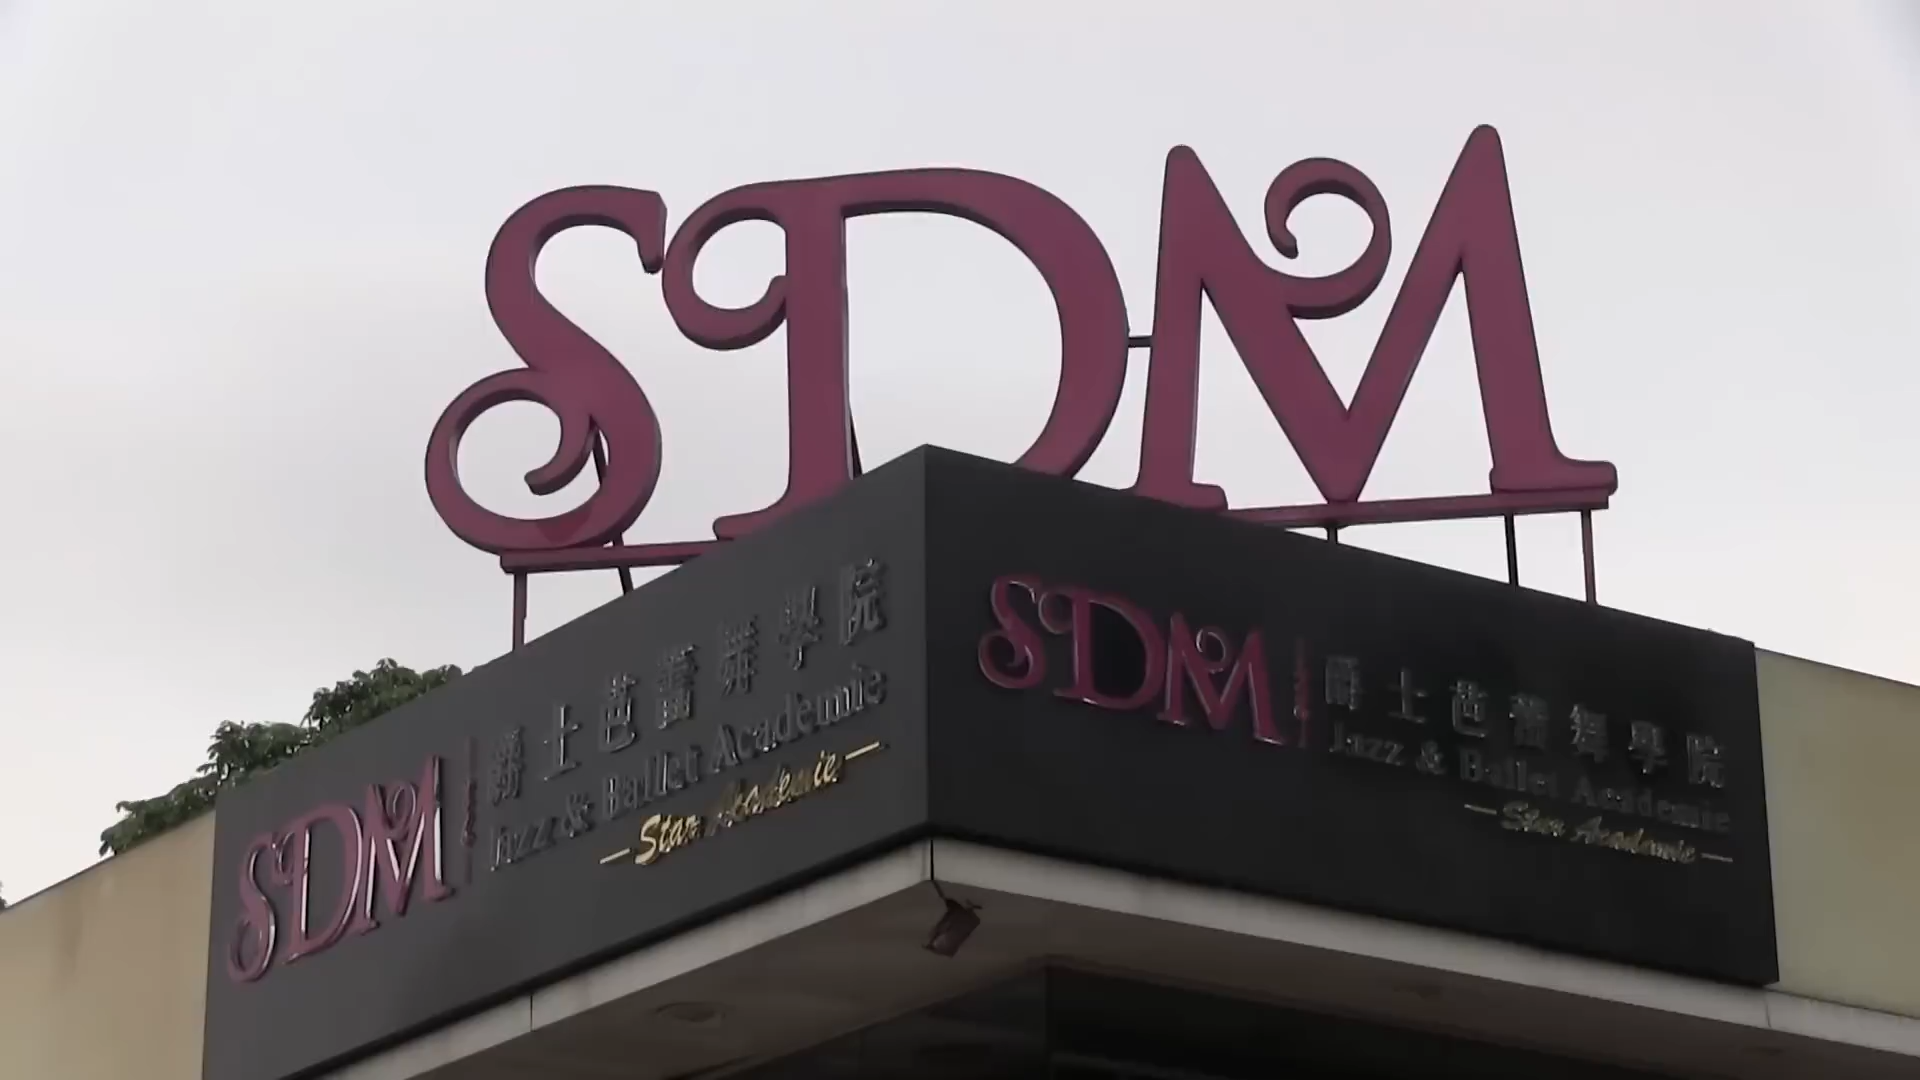 SDM
SDM
爵士芭蕾舞學院
Jazz & Ballet Academie
Star Academie
SDM
爵士芭蕾舞學院
Jazz & Ballet Academie
Star Academie